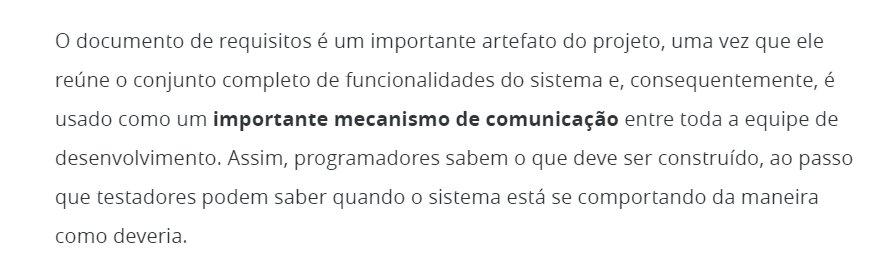 O documento de requisitos é um importante artefato do projeto, uma vez que ele
reúne o conjunto completo de funcionalidades do sistema e, consequentemente, é
usado como um importante mecanismo de comunicação entre toda a equipe de
desenvolvimento. Assim, programadores sabem o que deve ser construído, ao passo
que testadores podem saber quando o sistema está se comportando da maneira
como deveria.